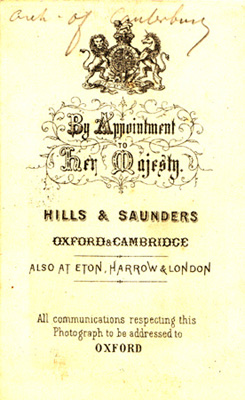 Arch. of Canterbury
By Appointment
TO
Her Majesty.
HILLS & SAUNDERS
OXFORD & CAMBRIDGE
ALSO AT ETON, HARROW & LONDON
All communications respecting this
Photograph to be addressed to
OXFORD